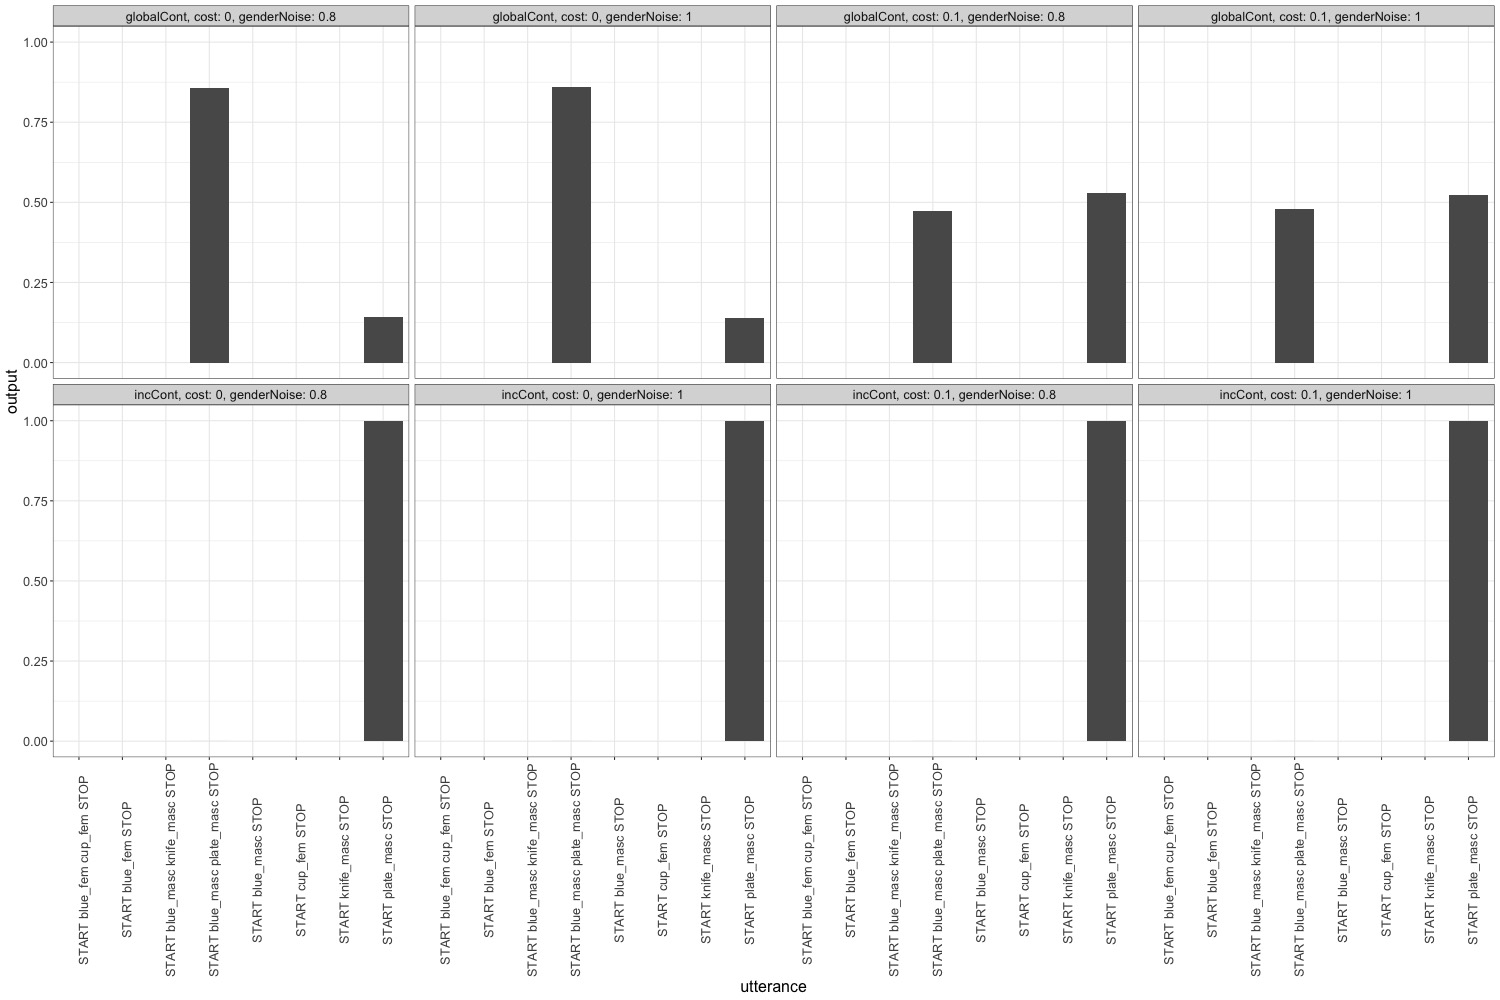 globalCont, cost: 0, genderNoise: 0.8
globalCont, cost: 0, genderNoise: 1
globalCont, cost: 0.1, genderNoise: 0.8
globalCont, cost: 0.1, genderNoise: 1
1.00
0.75
0.50
0.25
0.00
output
incCont, cost: 0, genderNoise: 0.8
incCont, cost: 0, genderNoise: 1
incCont, cost: 0.1, genderNoise: 0.8
incCont, cost: 0.1, genderNoise: 1
1.00
0.75
0.50
0.25
0.00
START blue_fem cup_fem STOP
START blue_fem STOP
START blue_masc knife_masc STOP
START blue_masc plate_masc STOP
START blue_masc STOP
START cup_fem STOP
START knife_masc STOP
START plate_masc STOP
START blue_fem cup_fem STOP
START blue_fem STOP
START blue_masc knife_masc STOP
START blue_masc plate_masc STOP
START blue_masc STOP
START cup_fem STOP
START knife_masc STOP
START plate_masc STOP
START blue_fem cup_fem STOP
START blue_fem STOP
START blue_masc knife_masc STOP
START blue_masc plate_masc STOP
START blue_masc STOP
START cup_fem STOP
START knife_masc STOP
START plate_masc STOP
START blue_fem cup_fem STOP
START blue_fem STOP
START blue_masc knife_masc STOP
START blue_masc plate_masc STOP
START blue_masc STOP
START cup_fem STOP
START knife_masc STOP
START plate_masc STOP
utterance